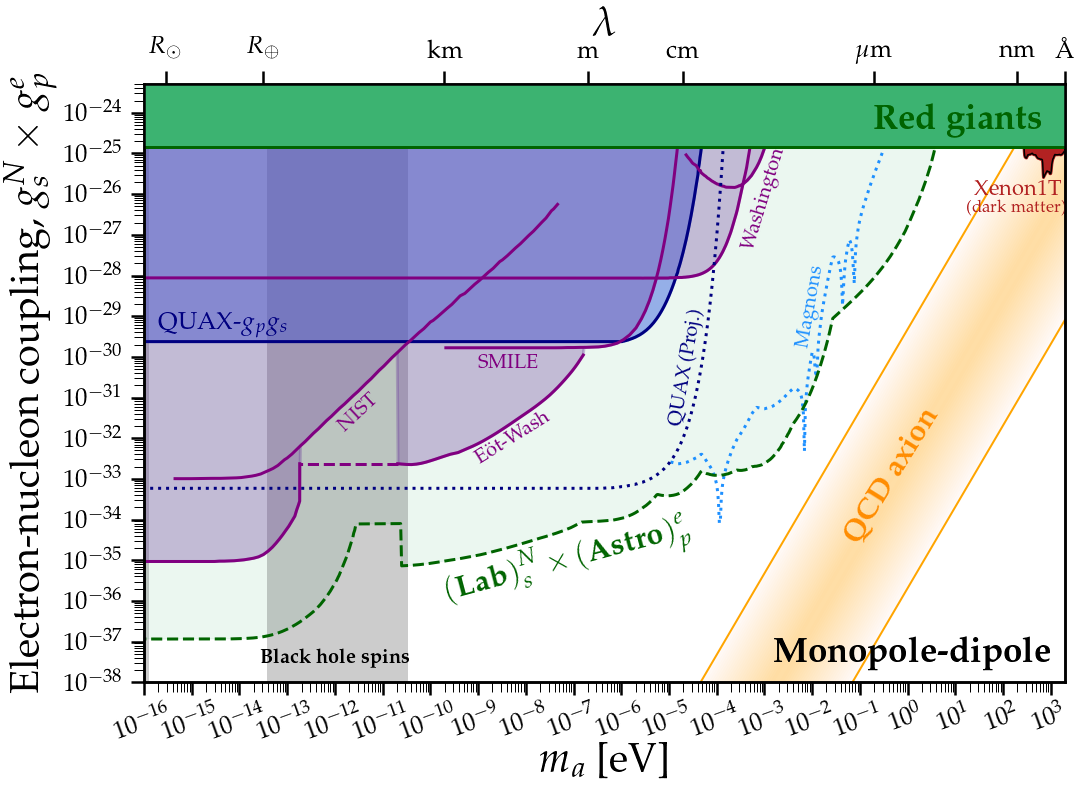 λ
R⊙ R⊕ km m cm μm nm Å
Electron-nucleon coupling, g_s^N × g_p^e
10^−24
10^−25
10^−26
10^−27
10^−28
10^−29
10^−30
10^−31
10^−32
10^−33
10^−34
10^−35
10^−36
10^−37
10^−38
Red giants
Xenon1T
(dark matter)
Washington
QUAX-g_pg_s
Magnons
QUAX (Proj.)
SMILE
NIST
Eöt-Wash
QCD axion
(Lab)_s^N × (Astro)_p^e
Black hole spins
Monopole-dipole
10^−16 10^−15 10^−14 10^−13 10^−12 10^−11 10^−10 10^−9 10^−8 10^−7 10^−6 10^−5 10^−4 10^−3 10^−2 10^−1 10^0 10^1 10^2 10^3
m_a [eV]